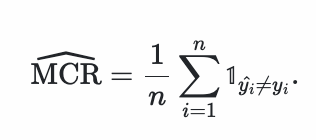 $\widehat{\mathrm{MCR}} = \frac{1}{n} \sum_{i=1}^{n} \mathbb{1}_{\hat{y}_i \neq y_i}.$